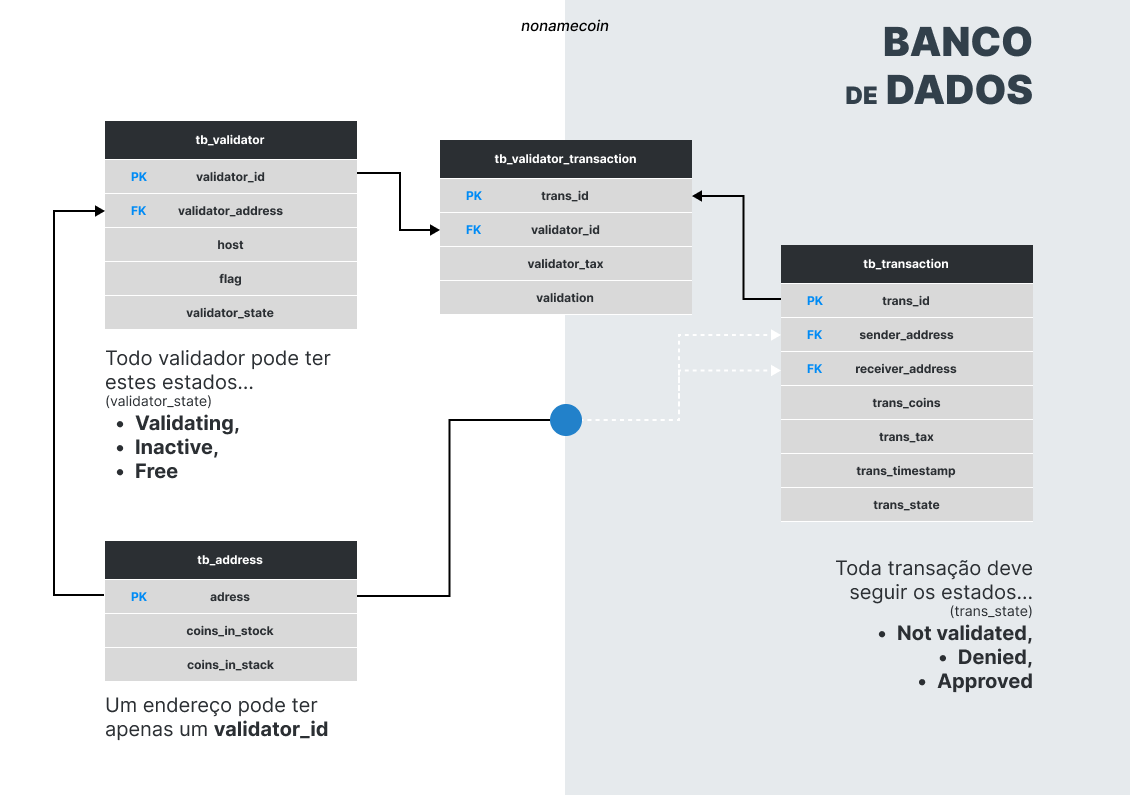 nonamecoin
BANCO
DE DADOS
tb_validator
PK validator_id
FK validator_address
host
flag
validator_state
Todo validador pode ter
estes estados...
(validator_state)
• Validating,
• Inactive,
• Free
tb_validator_transaction
PK trans_id
FK validator_id
validator_tax
validation
tb_transaction
PK trans_id
FK sender_address
FK receiver_address
trans_coins
trans_tax
trans_timestamp
trans_state
tb_address
PK adress
coins_in_stock
coins_in_stack
Um endereço pode ter
apenas um validator_id
Toda transação deve
seguir os estados...
(trans_state)
• Not validated,
• Denied,
• Approved